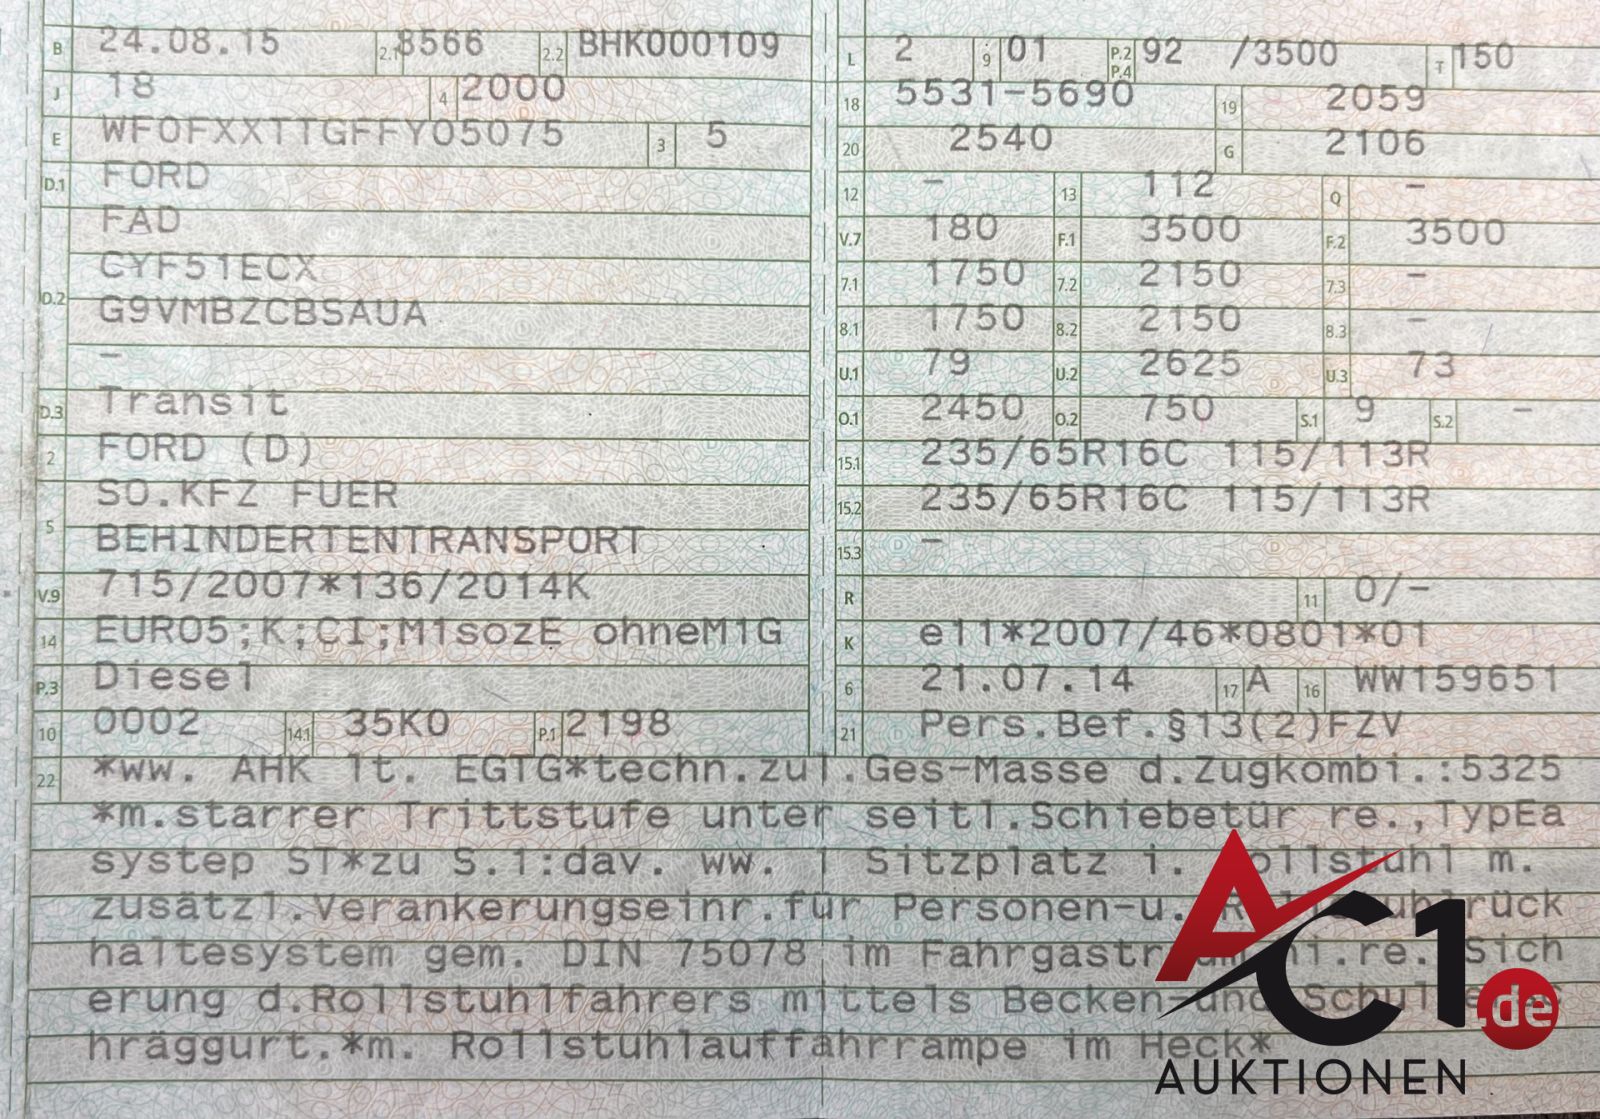 B 24.08.15 2.1 8566 2.2 BHK000109 L 2 9 01 P.2 P.4 92 /3500 T 150
J 18 4 2000 18 5531-5690 19 2059
E WF0FXXTTGFFY05075 3 5 20 2540 G 2106
D.1 FORD 12 - 13 112 Q -
FAD V.7 180 F.1 3500 F.2 3500
D.2 CYF51ECX 7.1 1750 7.2 2150 7.3 -
G9VMBZCBSAUA 8.1 1750 8.2 2150 8.3 -
- U.1 79 U.2 2625 U.3 73
D.3 Transit O.1 2450 O.2 750 S.1 9 S.2 -
2 FORD (D) 15.1 235/65R16C 115/113R
5 SO.KFZ FUER 15.2 235/65R16C 115/113R
BEHINDERTENTRANSPORT 15.3 -
V.9 715/2007*136/2014K R 11 0/-
14 EURO5;K;CI;M1sozE ohneM1G K e11*2007/46*0801*01
P.3 Diesel 6 21.07.14 17 A 16 WW159651
10 0002 14.1 35K0 P.1 2198 21 Pers.Bef.§13(2)FZV
22 *ww. AHK lt. EGTG*techn.zul.Ges-Masse d.Zugkombi.:5325
*m.starrer Trittstufe unter seitl.Schiebetür re.,TypEa
systep ST*zu S.1:dav. ww. 1 Sitzplatz i. m.
zusätzl.Verankerungseinr.für Personen-u.
haltesystem gem. DIN 75078 im
erung d.Rollstuhlfahrers mittels Becken-und
hräggurt.*m. Rollstuhlauffahrrampe im Heck*
AC1.de
AUKTIONEN